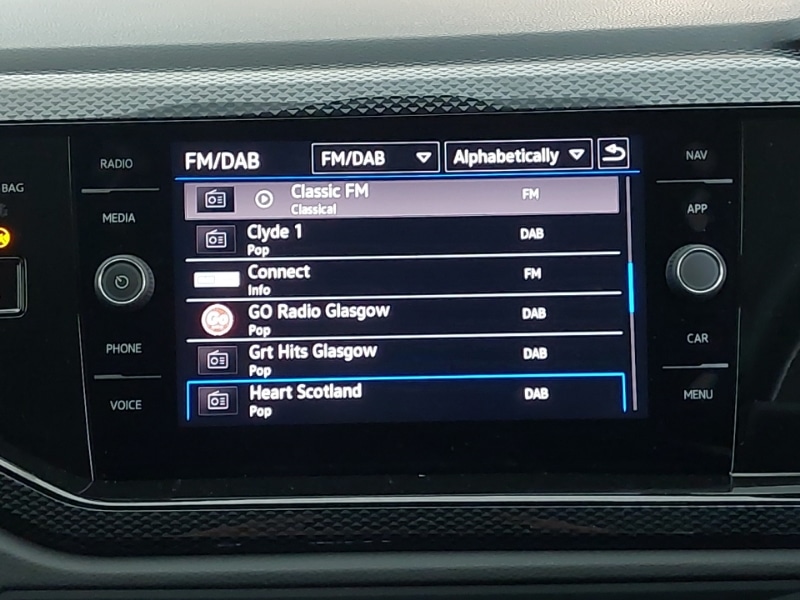 RADIO
BAG
MEDIA
PHONE
VOICE
FM/DAB FM/DAB Alphabetically
Classic FM FM
Classical
Clyde 1 DAB
Pop
Connect FM
Info
Go
GO Radio Glasgow DAB
Pop
Grt Hits Glasgow DAB
Pop
Heart Scotland DAB
Pop
NAV
APP
CAR
MENU